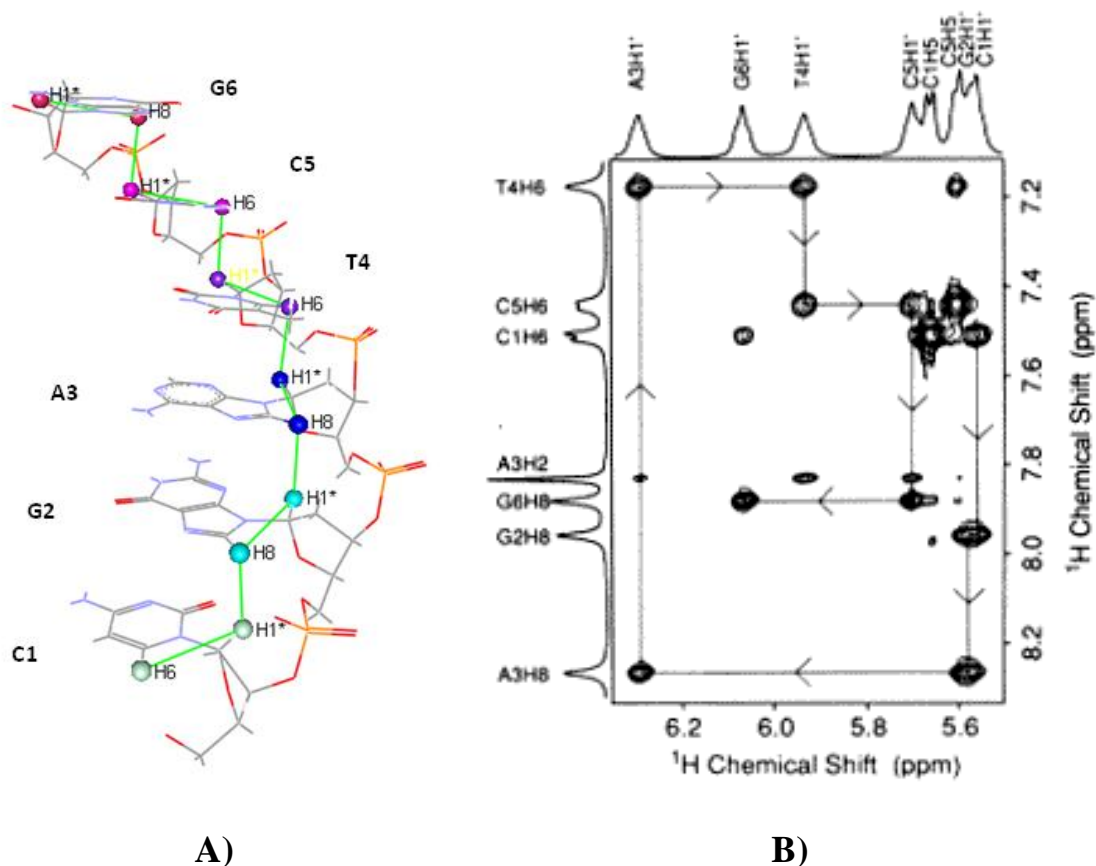 G6
H1*
H8
C5
H1*
H6
T4
H1*
H6
A3
H1*
H8
G2
H1*
H8
C1
H1*
H6
A)
A3H1'
G6H1'
T4H1'
C5H1'
C1H5
C5H5
G2H1'
C1H1'
T4H6
C5H6
C1H6
A3H2
G6H8
G2H8
A3H8
7.2
7.4
7.6
7.8
8.0
8.2
¹H Chemical Shift (ppm)
6.2 6.0 5.8 5.6
¹H Chemical Shift (ppm)
B)